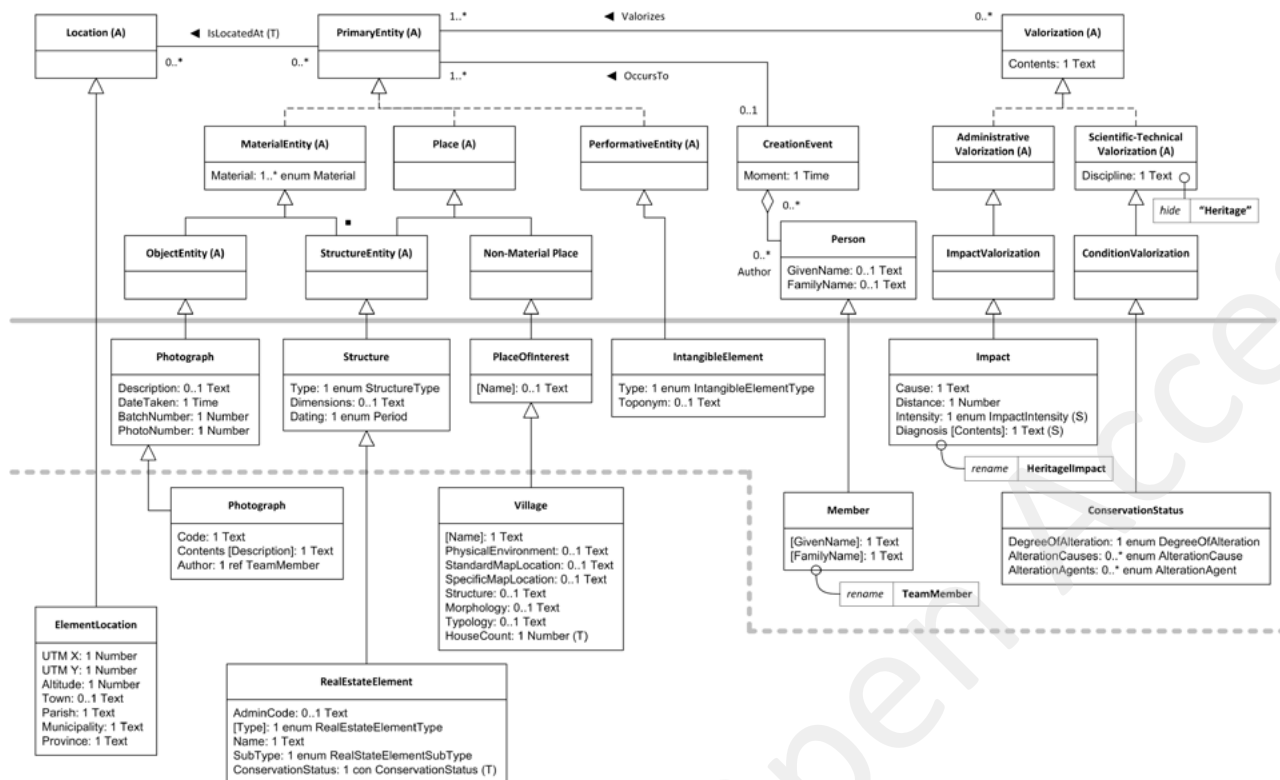 Location (A)
◄ IsLocatedAt (T)
0..*
0..*
PrimaryEntity (A)
1..*
◄ Valorizes
0..*
1..*
◄ OccursTo
0..1
Valorization (A)
Contents: 1 Text
MaterialEntity (A)
Material: 1..* enum Material
Place (A)
PerformativeEntity (A)
CreationEvent
Moment: 1 Time
Administrative
Valorization (A)
Scientific-Technical
Valorization (A)
Discipline: 1 Text
hide
“Heritage”
0..*
0..*
Author
ObjectEntity (A)
StructureEntity (A)
Non-Material Place
Person
GivenName: 0..1 Text
FamilyName: 0..1 Text
ImpactValorization
ConditionValorization
Photograph
Description: 0..1 Text
DateTaken: 1 Time
BatchNumber: 1 Number
PhotoNumber: 1 Number
Structure
Type: 1 enum StructureType
Dimensions: 0..1 Text
Dating: 1 enum Period
PlaceOfInterest
[Name]: 0..1 Text
IntangibleElement
Type: 1 enum IntangibleElementType
Toponym: 0..1 Text
Impact
Cause: 1 Text
Distance: 1 Number
Intensity: 1 enum ImpactIntensity (S)
Diagnosis [Contents]: 1 Text (S)
rename
HeritageImpact
Photograph
Code: 1 Text
Contents [Description]: 1 Text
Author: 1 ref TeamMember
Village
[Name]: 1 Text
PhysicalEnvironment: 0..1 Text
StandardMapLocation: 0..1 Text
SpecificMapLocation: 0..1 Text
Structure: 0..1 Text
Morphology: 0..1 Text
Typology: 0..1 Text
HouseCount: 1 Number (T)
Member
[GivenName]: 1 Text
[FamilyName]: 1 Text
rename
TeamMember
ConservationStatus
DegreeOfAlteration: 1 enum DegreeOfAlteration
AlterationCauses: 0..* enum AlterationCause
AlterationAgents: 0..* enum AlterationAgent
ElementLocation
UTM X: 1 Number
UTM Y: 1 Number
Altitude: 1 Number
Town: 0..1 Text
Parish: 1 Text
Municipality: 1 Text
Province: 1 Text
RealEstateElement
AdminCode: 0..1 Text
[Type]: 1 enum RealEstateElementType
Name: 1 Text
SubType: 1 enum RealStateElementSubType
ConservationStatus: 1 con ConservationStatus (T)
pen Acces